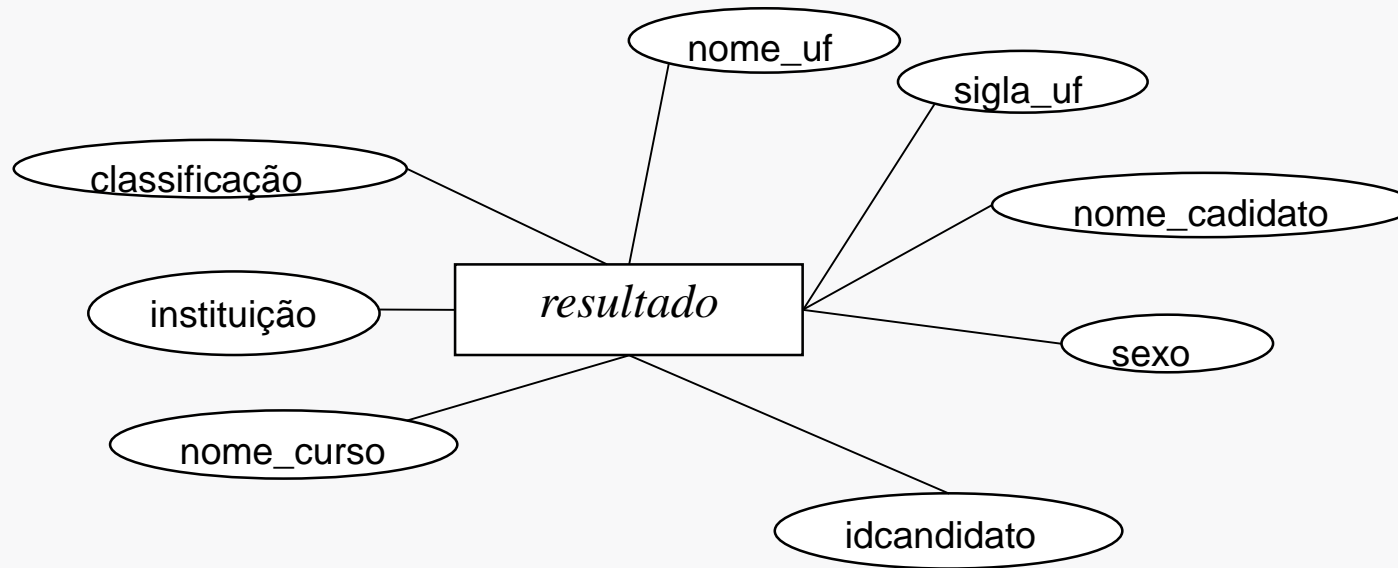 nome_uf
sigla_uf
classificação
nome_cadidato
instituição
resultado
sexo
nome_curso
idcandidato